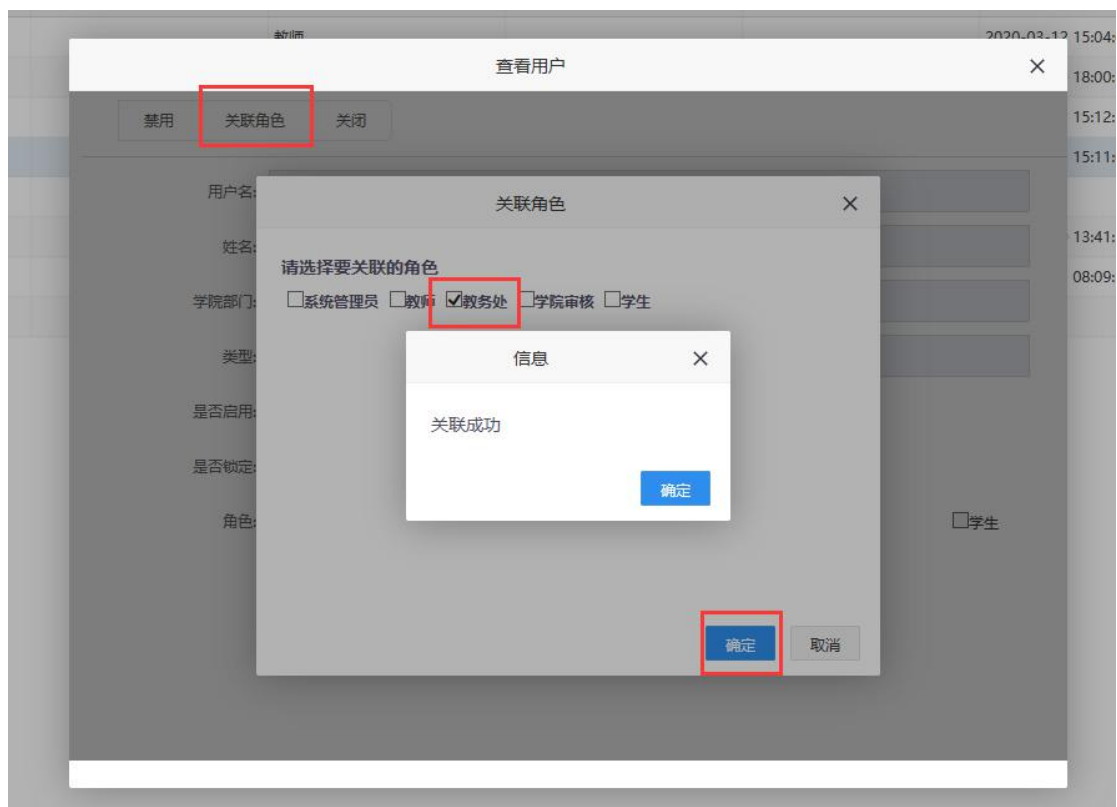 教师
2020-03-12 15:04:
查看用户
18:00:
禁用 关联角色 关闭
15:12:
15:11:
用户名:
关联角色
姓名:
13:41:
请选择要关联的角色
08:09:
学院部门:
系统管理员 教师 教务处 学院审核 学生
类型:
信息
是否启用:
关联成功
是否锁定:
确定
角色:
学生
确定 取消